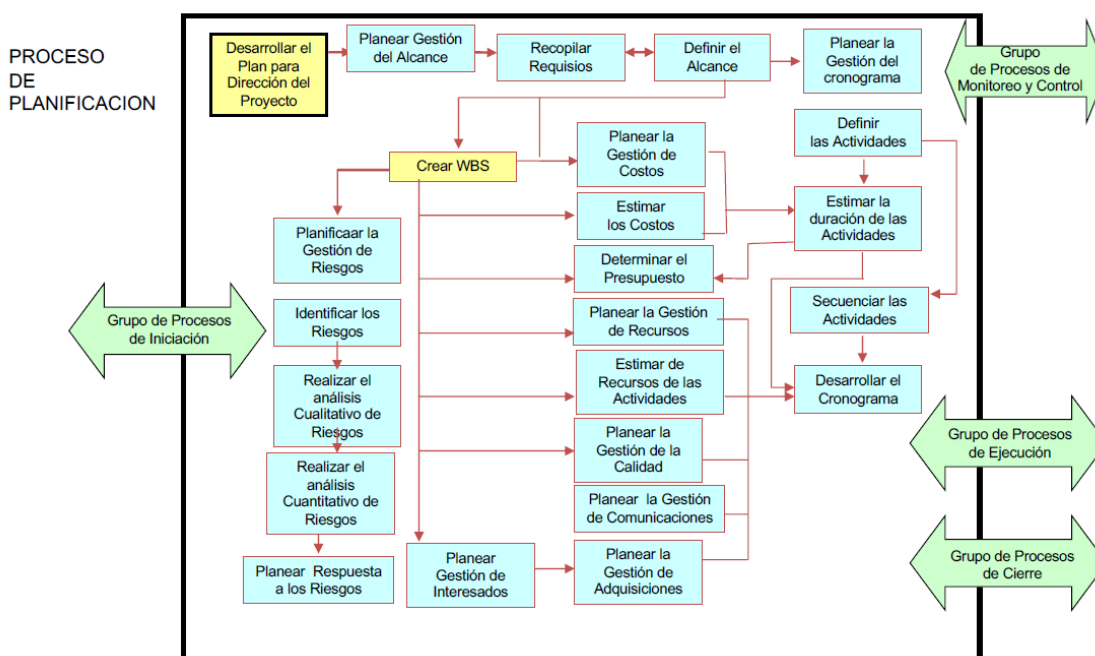 PROCESO
DE
PLANIFICACION
Desarrollar el
Plan para
Dirección del
Proyecto
Planear Gestión
del Alcance
Recopilar
Requisios
Definir el
Alcance
Planear la
Gestión del
cronograma
Grupo
de Procesos de
Monitoreo y Control
Crear WBS
Planear la
Gestión de
Costos
Definir
las Actividades
Estimar
los Costos
Estimar la
duración de las
Actividades
Planificaar la
Gestión de
Riesgos
Determinar el
Presupuesto
Grupo de Procesos
de Iniciación
Identificar los
Riesgos
Planear la Gestión
de Recursos
Secuenciar las
Actividades
Realizar el
análisis
Cualitativo de
Riesgos
Estimar de
Recursos de las
Actividades
Desarrollar el
Cronograma
Planear la
Gestión de la
Calidad
Grupo de Procesos
de Ejecución
Realizar el
análisis
Cuantitativo de
Riesgos
Planear la Gestión
de Comunicaciones
Planear Respuesta
a los Riesgos
Planear
Gestión de
Interesados
Planear la
Gestión de
Adquisiciones
Grupo de Procesos
de Cierre